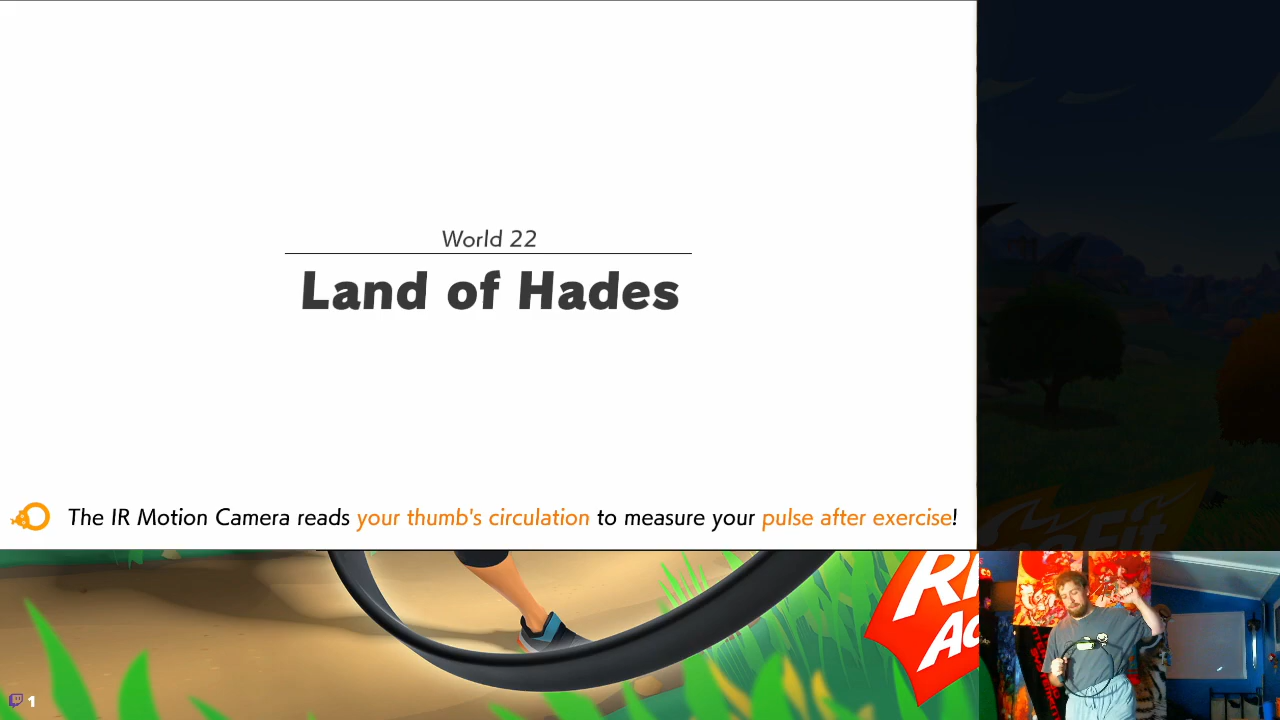 World 22
Land of Hades
The IR Motion Camera reads your thumb's circulation to measure your pulse after exercise!
1